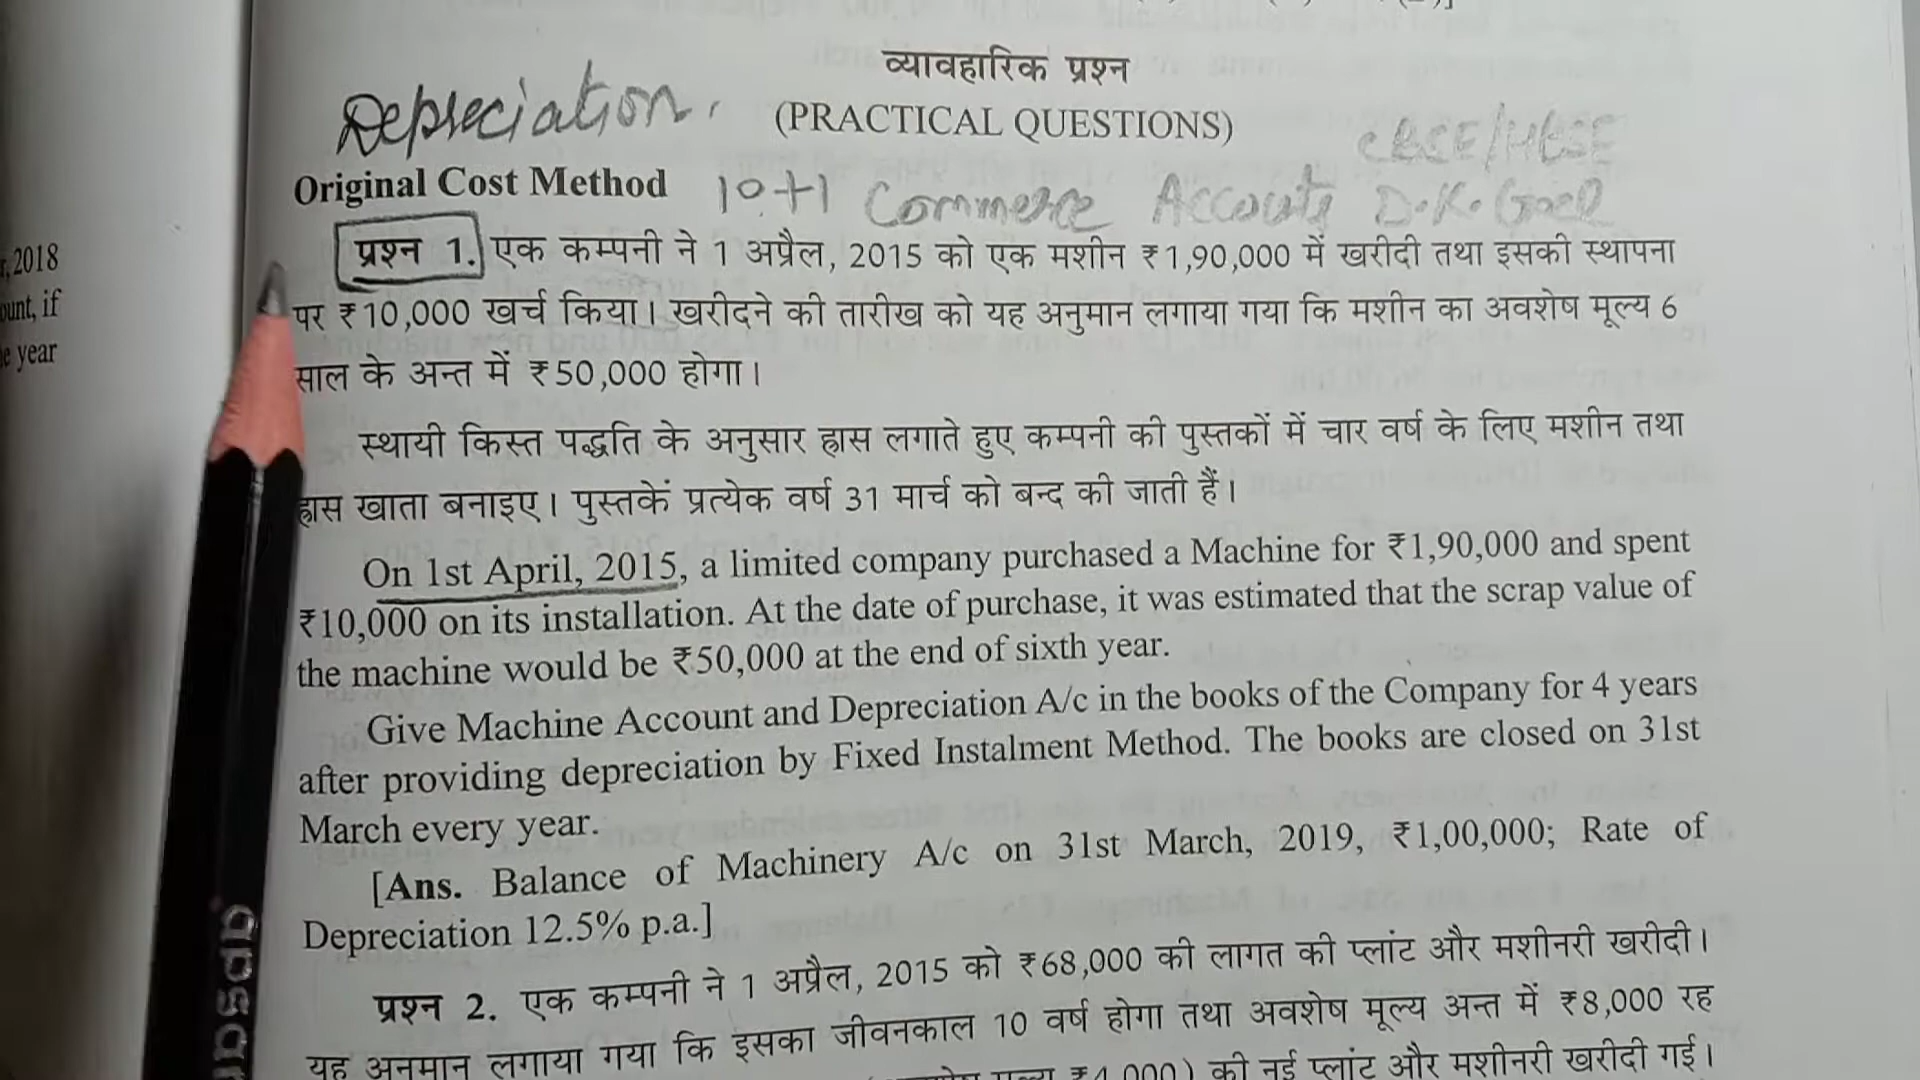 व्यावहारिक प्रश्न
Depreciation.
(PRACTICAL QUESTIONS)
CBCE/HBSE
Original Cost Method 10+1 Commerce Accounts D.K. Goel
प्रश्न 1. एक कम्पनी ने 1 अप्रैल, 2015 को एक मशीन ₹1,90,000 में खरीदी तथा इसकी स्थापना
पर ₹10,000 खर्च किया। खरीदने की तारीख को यह अनुमान लगाया गया कि मशीन का अवशेष मूल्य 6
साल के अन्त में ₹50,000 होगा।
स्थायी किस्त पद्धति के अनुसार ह्रास लगाते हुए कम्पनी की पुस्तकों में चार वर्ष के लिए मशीन तथा
ह्रास खाता बनाइए। पुस्तकें प्रत्येक वर्ष 31 मार्च को बन्द की जाती हैं।
On 1st April, 2015, a limited company purchased a Machine for ₹1,90,000 and spent
₹10,000 on its installation. At the date of purchase, it was estimated that the scrap value of
the machine would be ₹50,000 at the end of sixth year.
Give Machine Account and Depreciation A/c in the books of the Company for 4 years
after providing depreciation by Fixed Instalment Method. The books are closed on 31st
March every year.
[Ans. Balance of Machinery A/c on 31st March, 2019, ₹1,00,000; Rate of
Depreciation 12.5% p.a.]
प्रश्न 2. एक कम्पनी ने 1 अप्रैल, 2015 को ₹68,000 की लागत की प्लांट और मशीनरी खरीदी।
यह अनुमान लगाया गया कि इसका जीवनकाल 10 वर्ष होगा तथा अवशेष मूल्य अन्त में ₹8,000 रह
मूल्य ₹4,000) की नई प्लांट और मशीनरी खरीदी गई।
2018
ount, if
e year
apsar